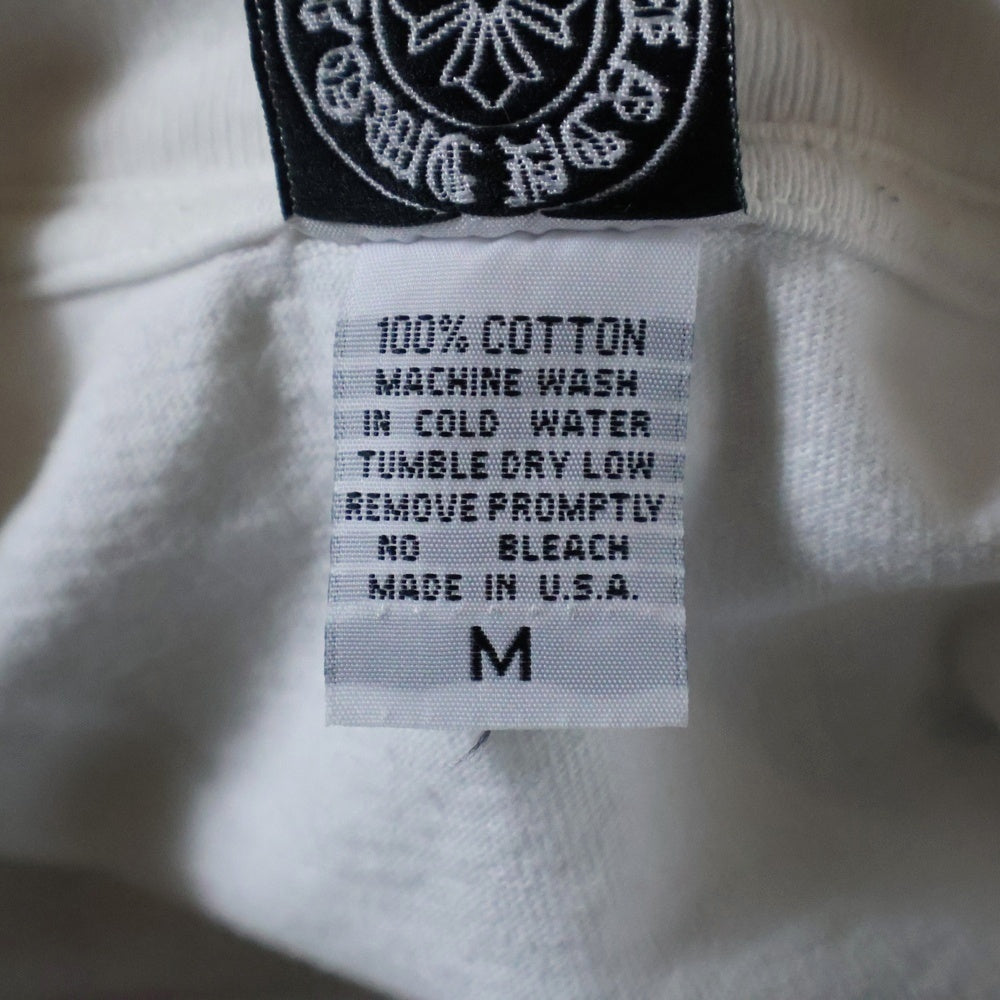 100% COTTON
MACHINE WASH
IN COLD WATER
TUMBLE DRY LOW
REMOVE PROMPTLY
NO BLEACH
MADE IN U.S.A.
M